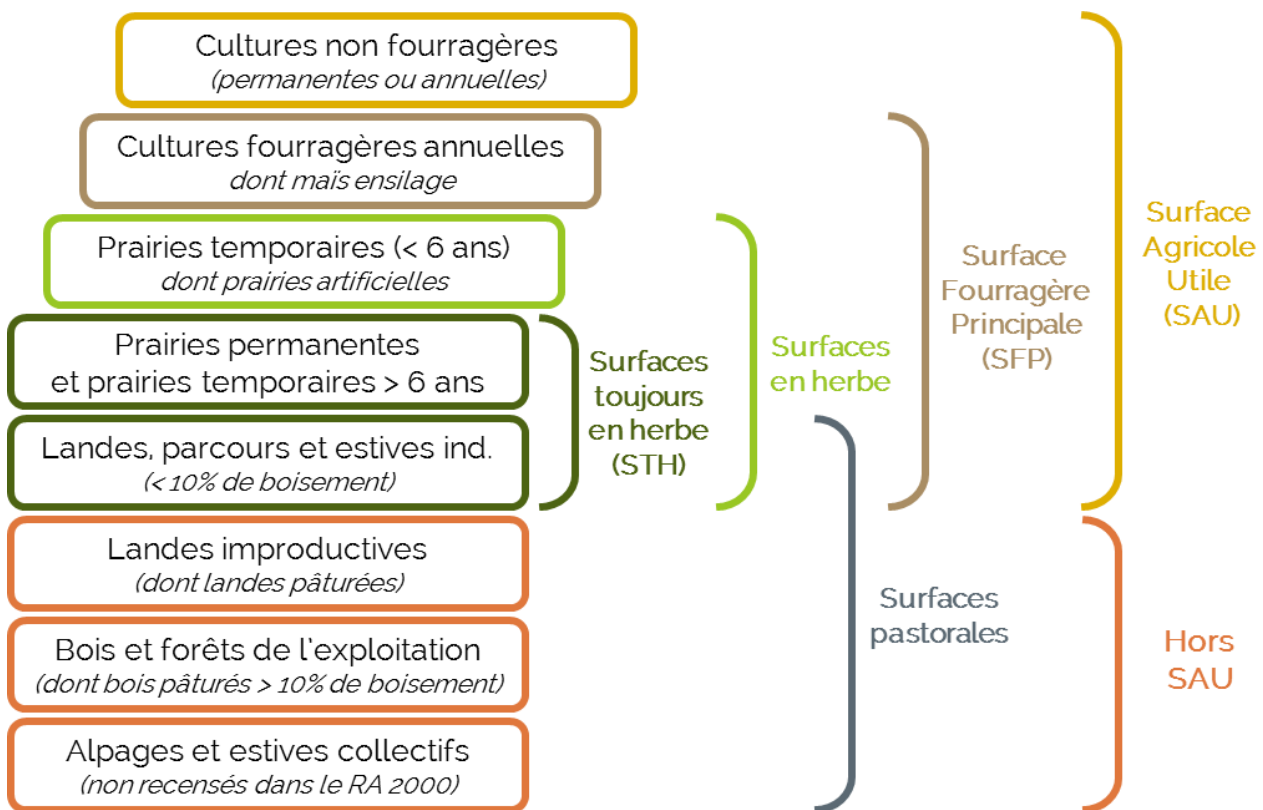 Cultures non fourragères
(permanentes ou annuelles)
Cultures fourragères annuelles
dont maïs ensilage
Prairies temporaires (< 6 ans)
dont prairies artificielles
Prairies permanentes
et prairies temporaires > 6 ans
Landes, parcours et estives ind.
(< 10% de boisement)
Landes improductives
(dont landes pâturées)
Bois et forêts de l'exploitation
(dont bois pâturés > 10% de boisement)
Alpages et estives collectifs
(non recensés dans le RA 2000)
Surfaces
toujours
en herbe
(STH)
Surfaces
en herbe
Surface
Fourragère
Principale
(SFP)
Surface
Agricole
Utile
(SAU)
Surfaces
pastorales
Hors
SAU